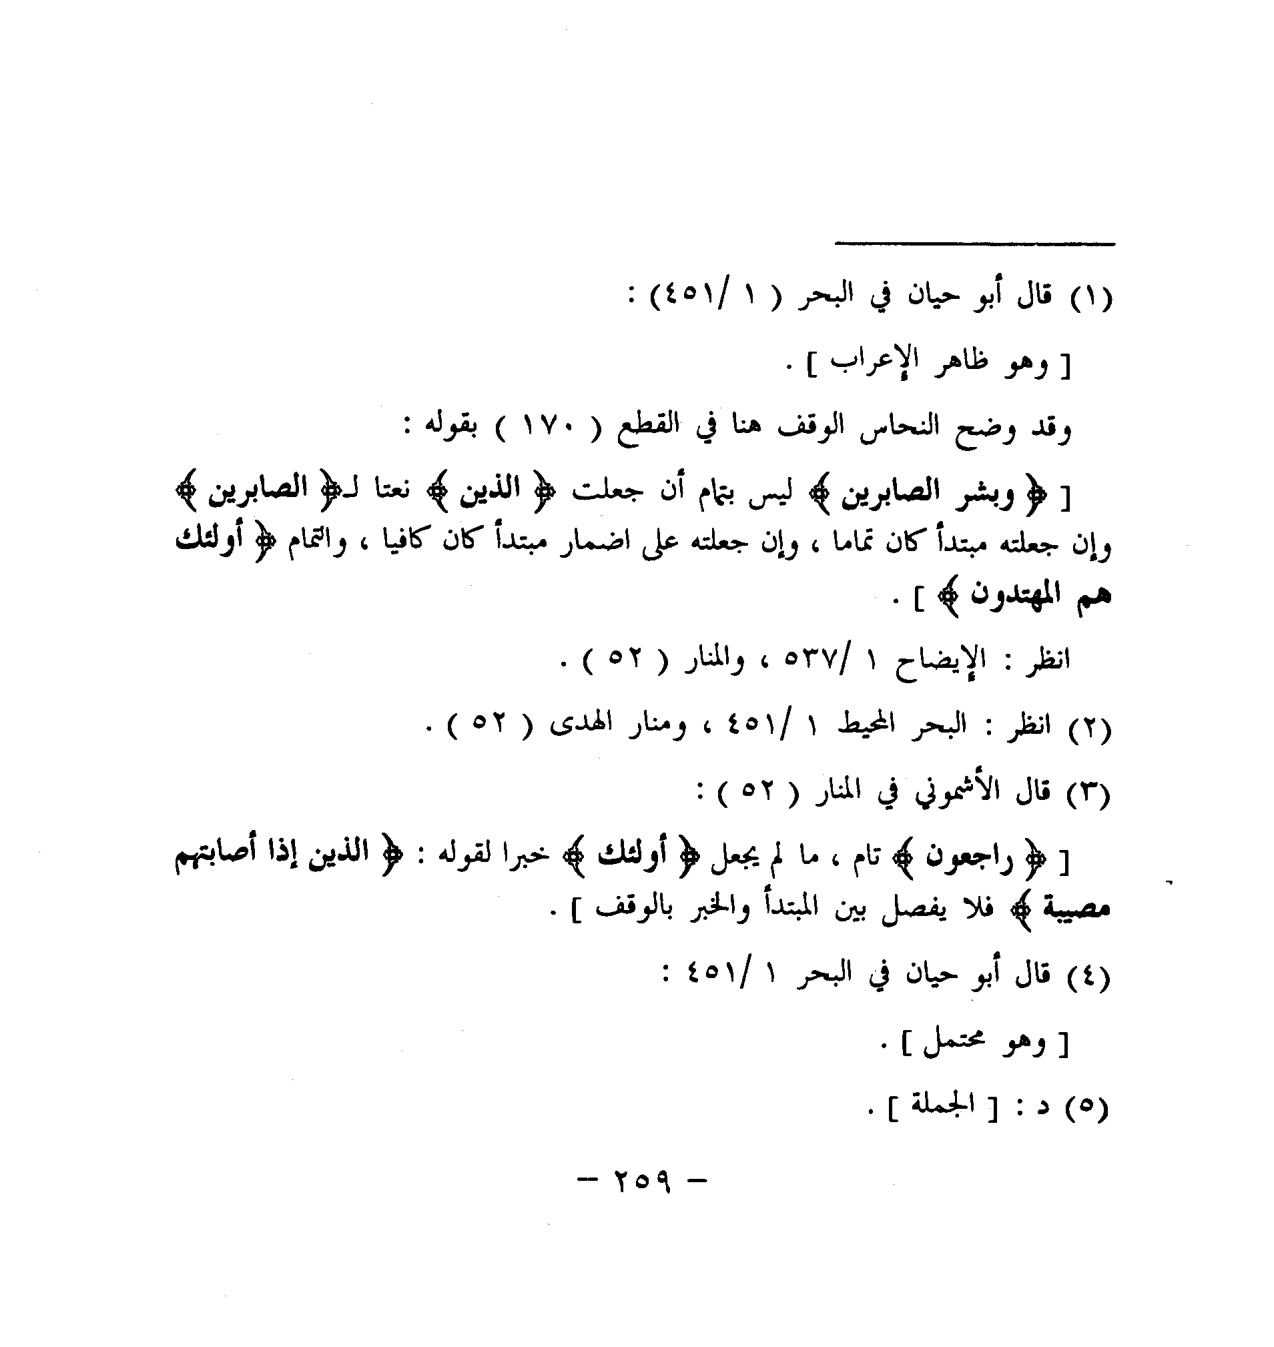 (١) قال أبو حيان في البحر ( ١ /٤٥١) :
[ وهو ظاهر الإعراب ] .
وقد وضح النحاس الوقف هنا في القطع ( ١٧٠ ) بقوله :
[ ﴿ وبشر الصابرين ﴾ ليس بتمام أن جعلت ﴿ الذين ﴾ نعتا لـ﴿ الصابرين ﴾
وإن جعلته مبتدأ كان تماما ، وإن جعلته على اضمار مبتدأ كان كافيا ، والتمام ﴿ أولئك
هم المهتدون ﴾ ] .
انظر : الإيضاح ١ /٥٣٧ ، والمنار ( ٥٢ ) .
(٢) انظر : البحر المحيط ١ /٤٥١ ، ومنار الهدى ( ٥٢ ) .
(٣) قال الأشموني في المنار ( ٥٢ ) :
[ ﴿ راجعون ﴾ تام ، ما لم يجعل ﴿ أولئك ﴾ خبرا لقوله : ﴿ الذين إذا أصابتهم
مصيبة ﴾ فلا يفصل بين المبتدأ والخبر بالوقف ] .
(٤) قال أبو حيان في البحر ١ /٤٥١ :
[ وهو محتمل ] .
(٥) د : [ الجملة ] .
– ٢٥٩ –